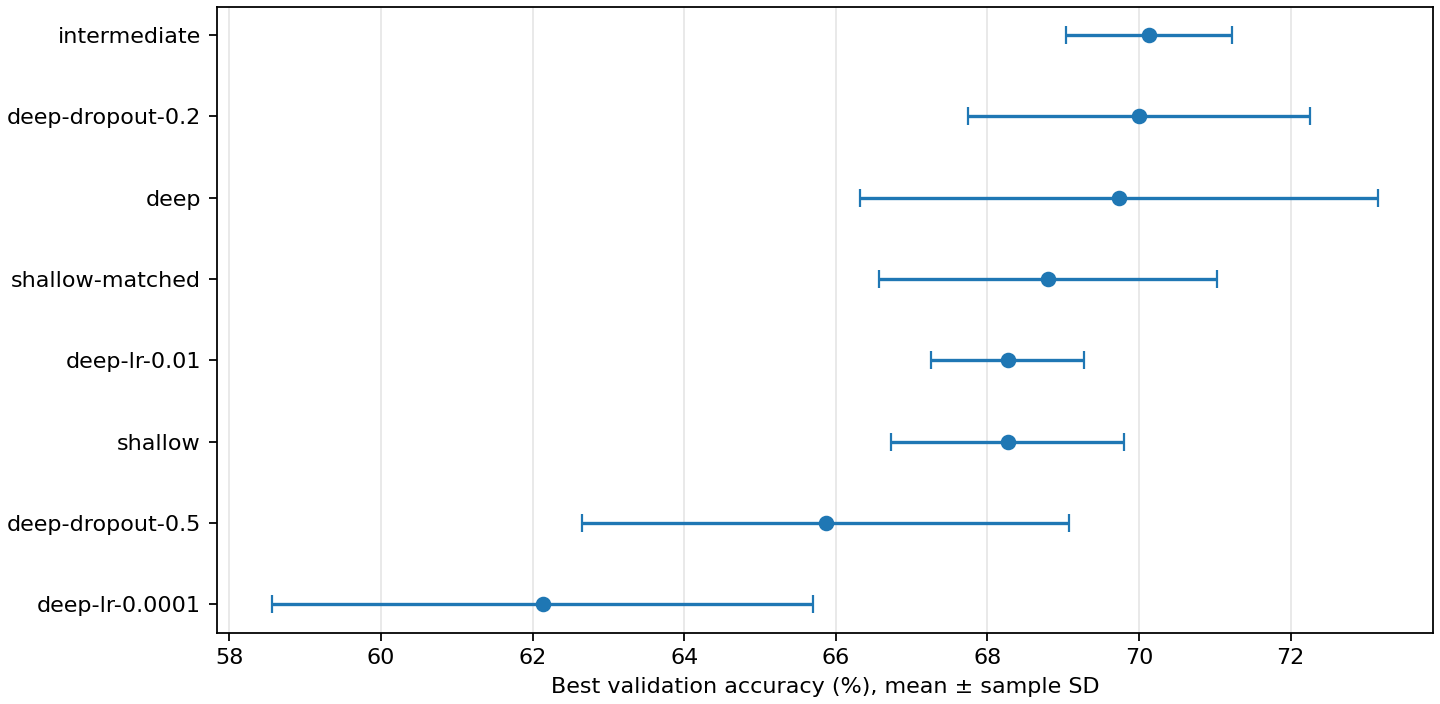 intermediate
deep-dropout-0.2
deep
shallow-matched
deep-lr-0.01
shallow
deep-dropout-0.5
deep-lr-0.0001
58 60 62 64 66 68 70 72
Best validation accuracy (%), mean ± sample SD